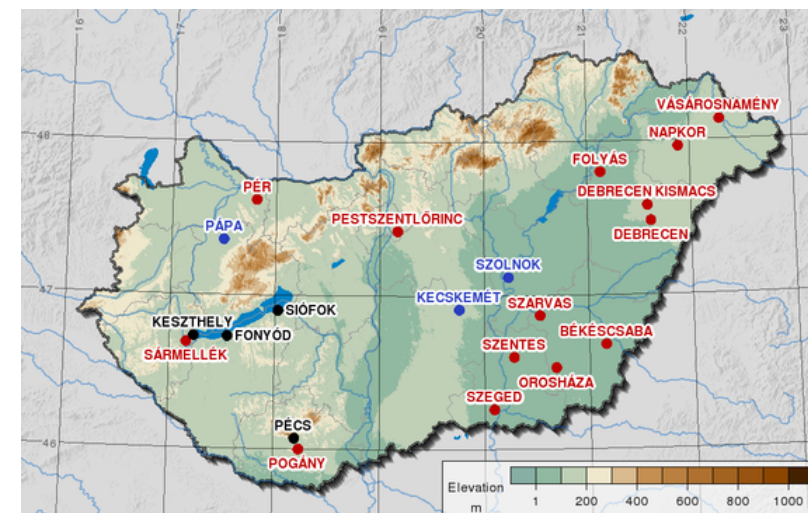 16
17
18
19
20
21
22
23
48
VÁSÁROSNAMÉNY
NAPKOR
FOLYÁS
PÉR
DEBRECEN KISMACS
PÁPA
PESTSZENTLŐRINC
DEBRECEN
SZOLNOK
47
KECSKEMÉT
SZARVAS
SIÓFOK
KESZTHELY
FONYÓD
BÉKÉSCSABA
SÁRMELLÉK
SZENTES
OROSHÁZA
SZEGED
PÉCS
46
POGÁNY
Elevation
m
1 200 400 600 800 1000